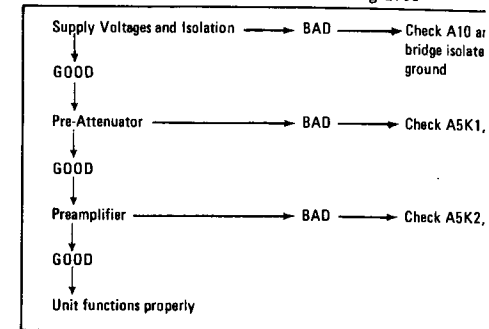 Supply Voltages and Isolation BAD Check A10
bridge isolate
GOOD ground
Pre-Attenuator BAD Check A5K1,
GOOD
Preamplifier BAD Check A5K2,
GOOD
Unit functions properly